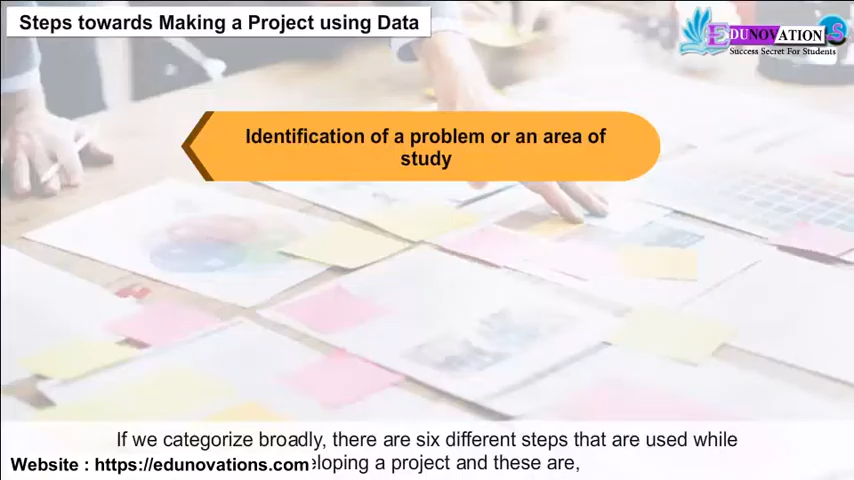 Steps towards Making a Project using Data
EDUNOVATIONS
Success Secret For Students
Identification of a problem or an area of
study
If we categorize broadly, there are six different steps that are used while
Website : https://edunovations.com
a project and these are,